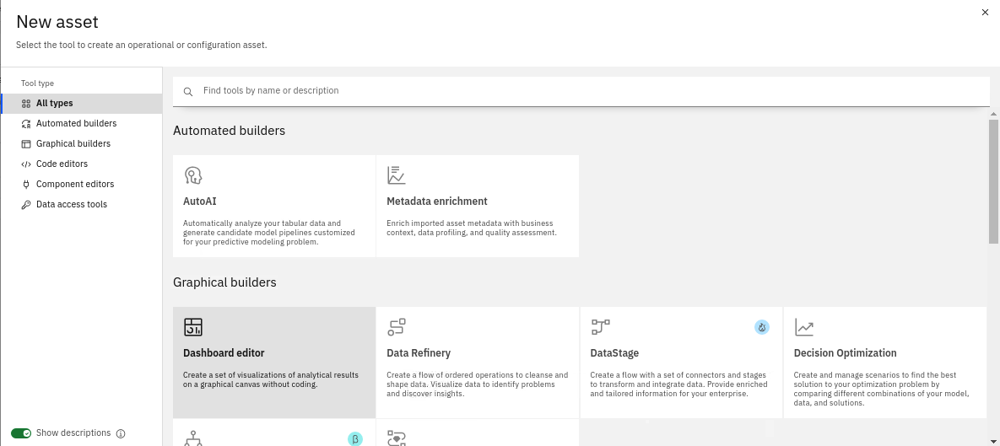 New asset
Select the tool to create an operational or configuration asset.
Tool type
All types
Automated builders
Graphical builders
Code editors
Component editors
Data access tools
Show descriptions
Find tools by name or description
Automated builders
AutoAI
Automatically analyze your tabular data and
generate candidate model pipelines customized
for your predictive modeling problem.
Metadata enrichment
Enrich imported asset metadata with business
context, data profiling, and quality assessment.
Graphical builders
Dashboard editor
Create a set of visualizations of analytical results
on a graphical canvas without coding.
Data Refinery
Create a flow of ordered operations to cleanse and
shape data. Visualize data to identify problems
and discover insights.
DataStage
Create a flow with a set of connectors and stages
to transform and integrate data. Provide enriched
and tailored information for your enterprise.
Decision Optimization
Create and manage scenarios to find the best
solution to your optimization problem by
comparing different combinations of your model,
data, and solutions.
β